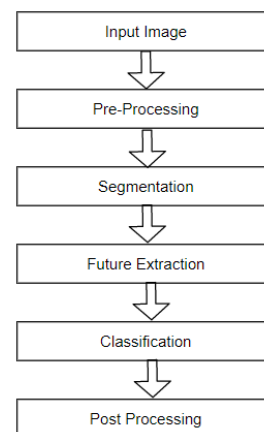 Input Image
Pre-Processing
Segmentation
Future Extraction
Classification
Post Processing